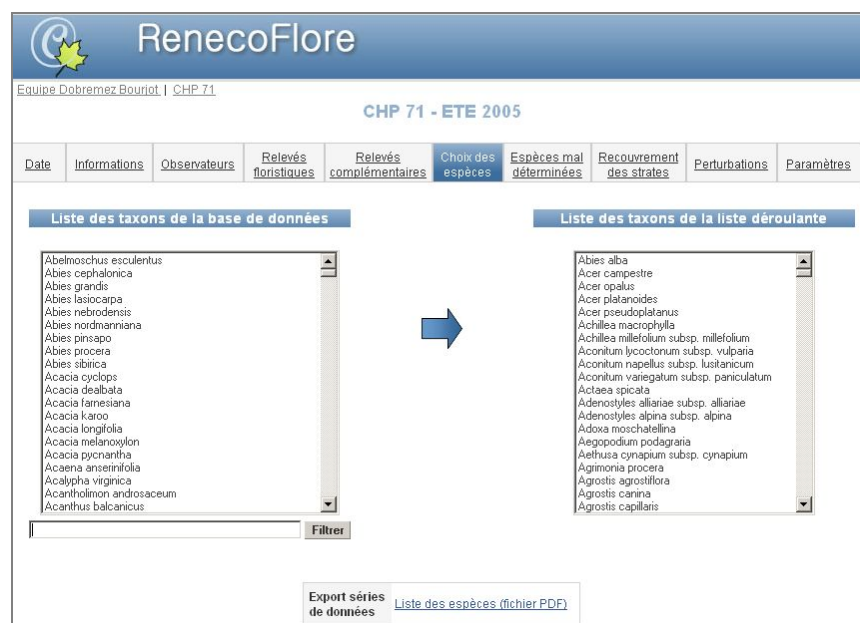 RenecoFlore
Equipe Dobremez Bourjot | CHP 71
CHP 71 - ETE 2005
Date
Informations
Observateurs
Relevés
floristiques
Relevés
complémentaires
Choix des
espèces
Espèces mal
déterminées
Recouvrement
des strates
Perturbations
Paramètres
Liste des taxons de la base de données
Abelmoschus esculentus
Abies cephalonica
Abies grandis
Abies lasiocarpa
Abies nebrodensis
Abies nordmanniana
Abies pinsapo
Abies procera
Abies sibirica
Acacia cyclops
Acacia dealbata
Acacia farnesiana
Acacia karoo
Acacia longifolia
Acacia melanoxylon
Acacia pycnantha
Acaena anserinifolia
Acalypha virginica
Acantholimon androsaceum
Acanthus balcanicus
Filtrer
Liste des taxons de la liste déroulante
Abies alba
Acer campestre
Acer opalus
Acer platanoides
Acer pseudoplatanus
Achillea macrophylla
Achillea millefolium subsp. millefolium
Aconitum lycoctonum subsp. vulparia
Aconitum napellus subsp. lusitanicum
Aconitum variegatum subsp. paniculatum
Actaea spicata
Adenostyles alliariae subsp. alliariae
Adenostyles alpina subsp. alpina
Adoxa moschatellina
Aegopodium podagraria
Aethusa cynapium subsp. cynapium
Agrimonia procera
Agrostis agrostiflora
Agrostis canina
Agrostis capillaris
Export séries
de données
Liste des espèces (fichier PDF)